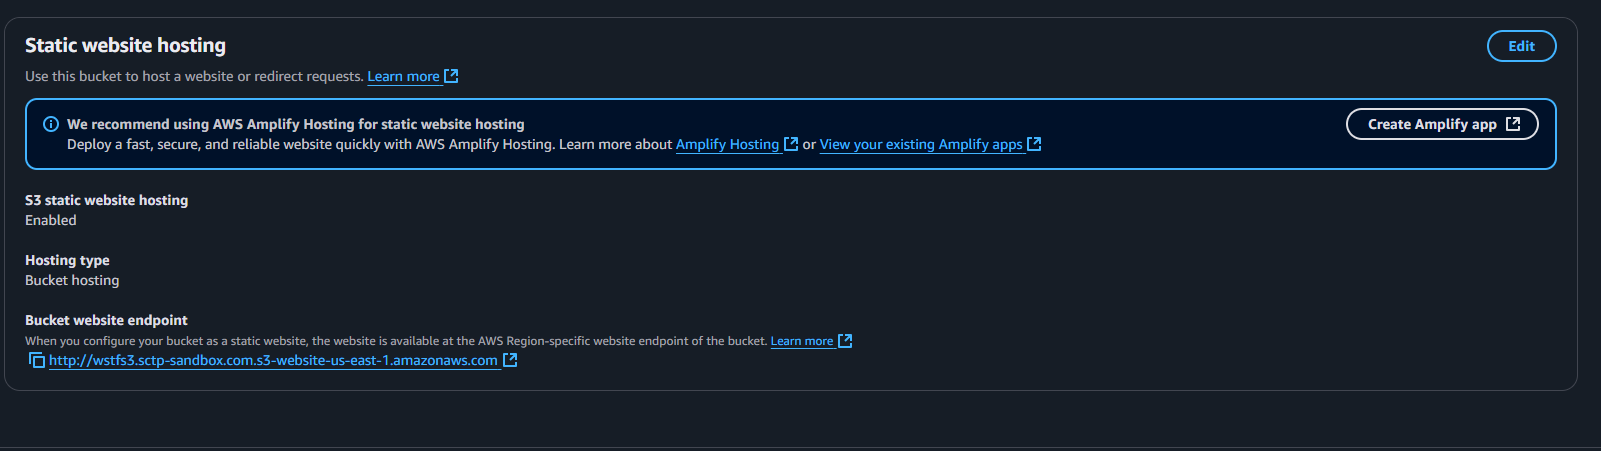 Static website hosting
Edit
Use this bucket to host a website or redirect requests. Learn more
We recommend using AWS Amplify Hosting for static website hosting
Create Amplify app
Deploy a fast, secure, and reliable website quickly with AWS Amplify Hosting. Learn more about Amplify Hosting or View your existing Amplify apps
S3 static website hosting
Enabled
Hosting type
Bucket hosting
Bucket website endpoint
When you configure your bucket as a static website, the website is available at the AWS Region-specific website endpoint of the bucket. Learn more
http://wstfs3.sctp-sandbox.com.s3-website-us-east-1.amazonaws.com